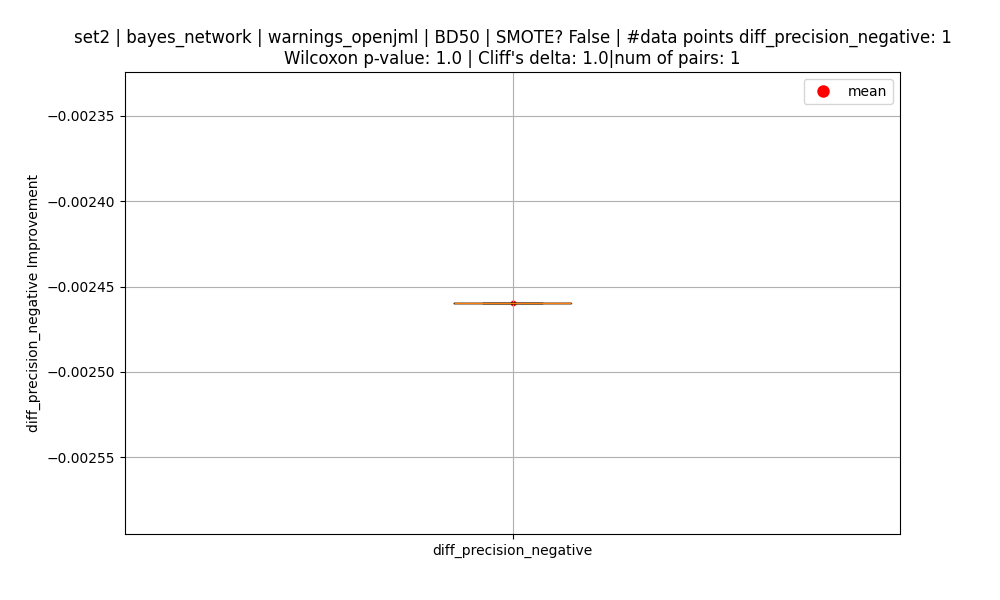 set2 | bayes_network | warnings_openjml | BD50 | SMOTE? False | #data points diff_precision_negative: 1
Wilcoxon p-value: 1.0 | Cliff's delta: 1.0|num of pairs: 1
mean
−0.00235
−0.00240
−0.00245
−0.00250
−0.00255
diff_precision_negative Improvement
diff_precision_negative